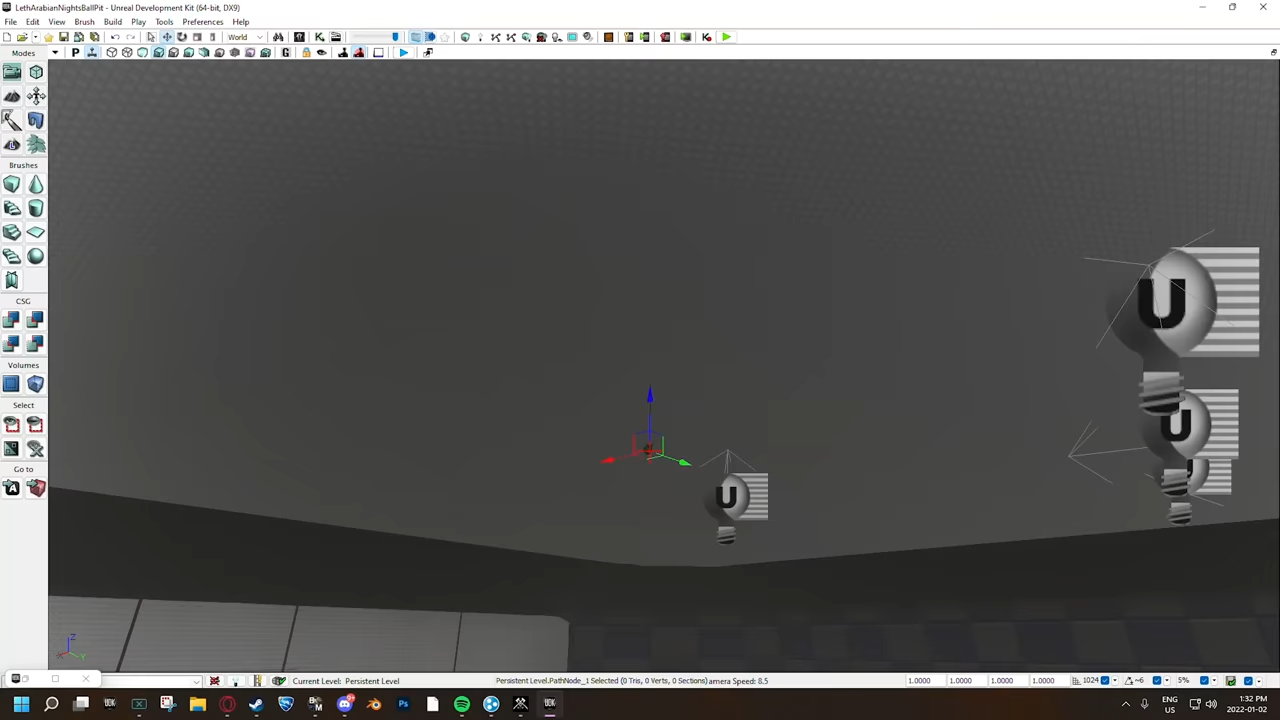 LethArabianNightsBallPit - Unreal Development Kit (64-bit, DX9)
File Edit View Brush Build Play Tools Preferences Help
World
Modes
P
G
Brushes
CSG
Volumes
Select
Go to
U
U
U
Z
X Y
Current Level: Persistent Level
Persistent Level.PathNode_1 Selected (0 Tris, 0 Verts, 0 Sections)
amera Speed: 8.5
1.0000 1.0000 1.0000 1.0000
1024
~6
5%
ENG
US
1:32 PM
2022-01-02